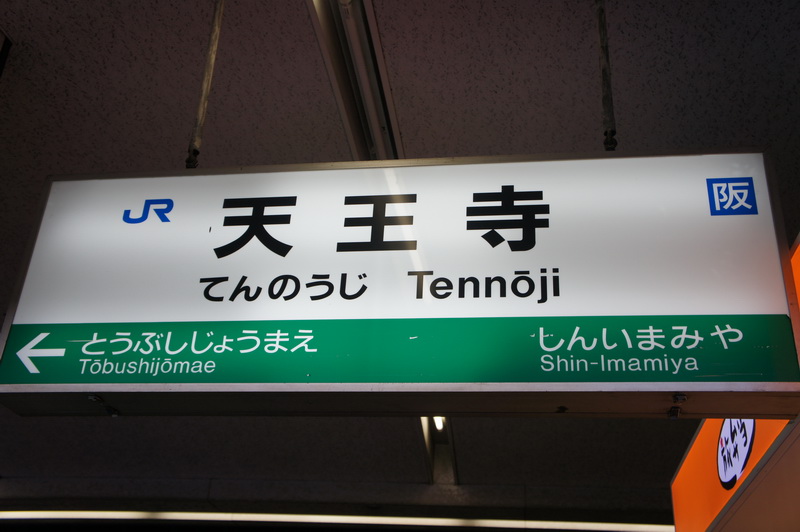 JR 天王寺 阪
てんのうじ Tennōji
← とうぶしじょうまえ しんいまみや
Tōbushijōmae Shin-Imamiya